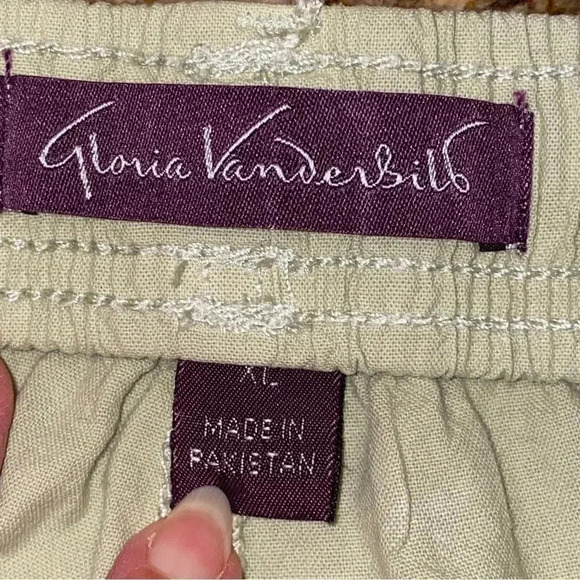 Gloria Vanderbilt
XL
MADE IN
PAKISTAN